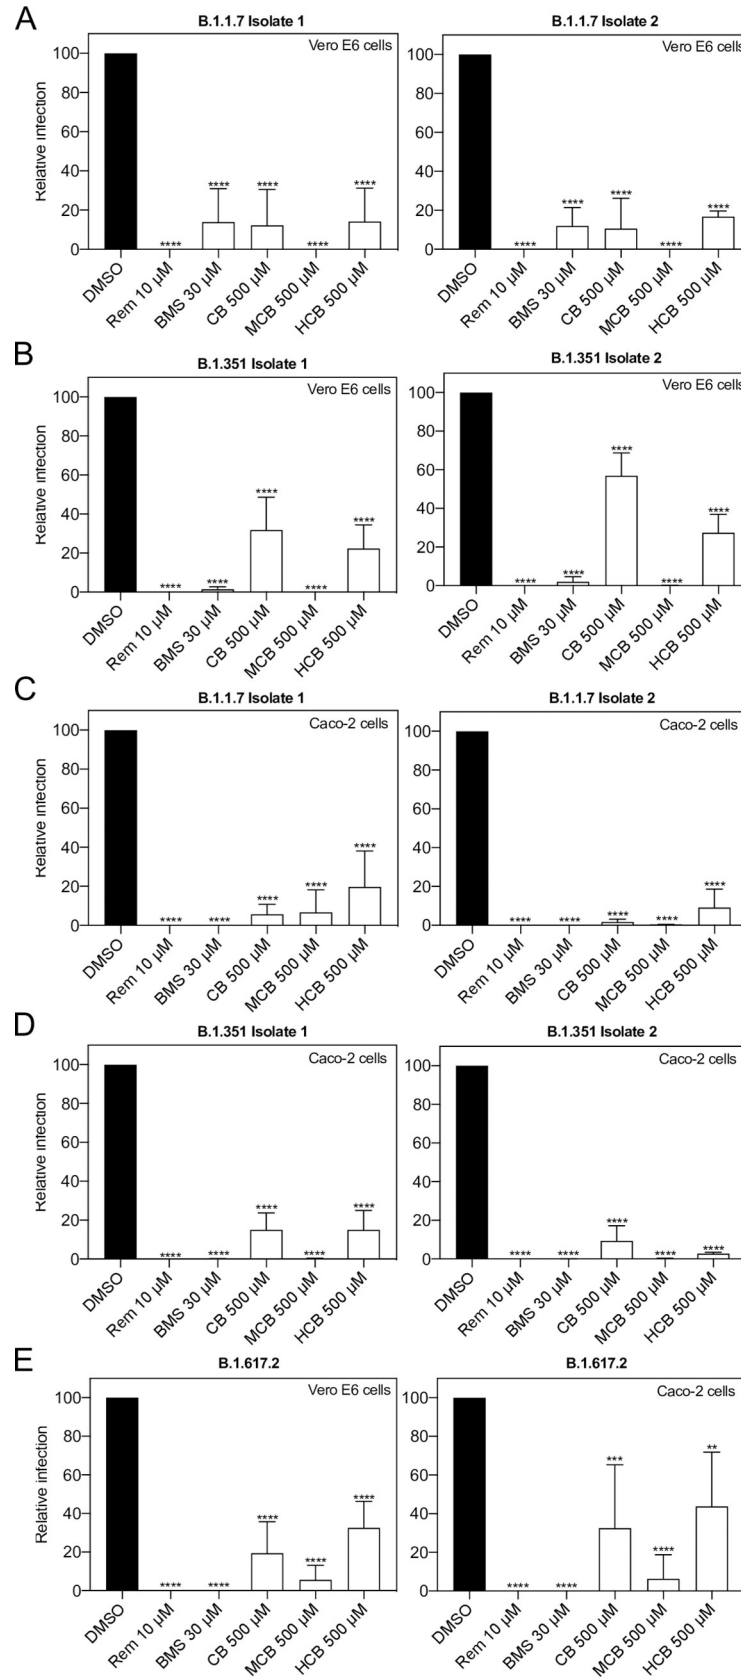 A
B.1.1.7 Isolate 1
Vero E6 cells
Relative infection
100
80
60
40
20
0
****
****
****
****
****
DMSO
Rem 10 µM
BMS 30 µM
CB 500 µM
MCB 500 µM
HCB 500 µM
B.1.1.7 Isolate 2
Vero E6 cells
100
80
60
40
20
0
****
****
****
****
****
DMSO
Rem 10 µM
BMS 30 µM
CB 500 µM
MCB 500 µM
HCB 500 µM
B
B.1.351 Isolate 1
Vero E6 cells
Relative infection
100
80
60
40
20
0
****
****
****
****
****
DMSO
Rem 10 µM
BMS 30 µM
CB 500 µM
MCB 500 µM
HCB 500 µM
B.1.351 Isolate 2
Vero E6 cells
100
80
60
40
20
0
****
****
****
****
****
DMSO
Rem 10 µM
BMS 30 µM
CB 500 µM
MCB 500 µM
HCB 500 µM
C
B.1.1.7 Isolate 1
Caco-2 cells
Relative infection
100
80
60
40
20
0
****
****
****
****
****
DMSO
Rem 10 µM
BMS 30 µM
CB 500 µM
MCB 500 µM
HCB 500 µM
B.1.1.7 Isolate 2
Caco-2 cells
100
80
60
40
20
0
****
****
****
****
****
DMSO
Rem 10 µM
BMS 30 µM
CB 500 µM
MCB 500 µM
HCB 500 µM
D
B.1.351 Isolate 1
Caco-2 cells
Relative infection
100
80
60
40
20
0
****
****
****
****
****
DMSO
Rem 10 µM
BMS 30 µM
CB 500 µM
MCB 500 µM
HCB 500 µM
B.1.351 Isolate 2
Caco-2 cells
100
80
60
40
20
0
****
****
****
****
****
DMSO
Rem 10 µM
BMS 30 µM
CB 500 µM
MCB 500 µM
HCB 500 µM
E
B.1.617.2
Vero E6 cells
Relative infection
100
80
60
40
20
0
****
****
****
****
****
DMSO
Rem 10 µM
BMS 30 µM
CB 500 µM
MCB 500 µM
HCB 500 µM
B.1.617.2
Caco-2 cells
100
80
60
40
20
0
****
****
***
****
**
DMSO
Rem 10 µM
BMS 30 µM
CB 500 µM
MCB 500 µM
HCB 500 µM